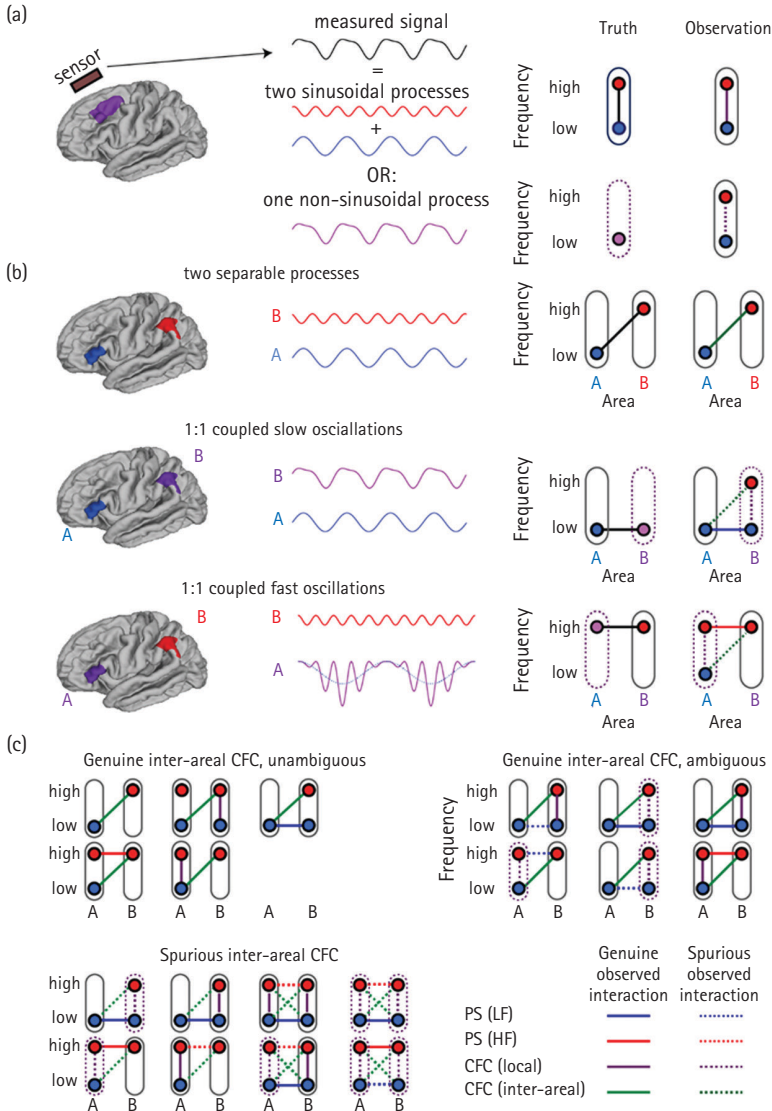 (a)
sensor
measured signal
=
two sinusoidal processes
+
OR:
one non-sinusoidal process
Truth
Observation
Frequency
high
low
Frequency
high
low
(b)
two separable processes
B
A
Frequency
high
low
A
B
A
B
Area
Area
1:1 coupled slow osciallations
B
A
B
A
Frequency
high
low
A
B
A
B
Area
Area
1:1 coupled fast oscillations
B
A
B
A
Frequency
high
low
A
B
A
B
Area
Area
(c)
Genuine inter-areal CFC, unambiguous
high
low
high
low
A
B
A
B
A
B
Genuine inter-areal CFC, ambiguous
Frequency
high
low
high
low
A
B
A
B
A
B
Spurious inter-areal CFC
high
low
high
low
A
B
A
B
A
B
A
B
Genuine
observed
interaction
Spurious
observed
interaction
PS (LF)
PS (HF)
CFC (local)
CFC (inter-areal)